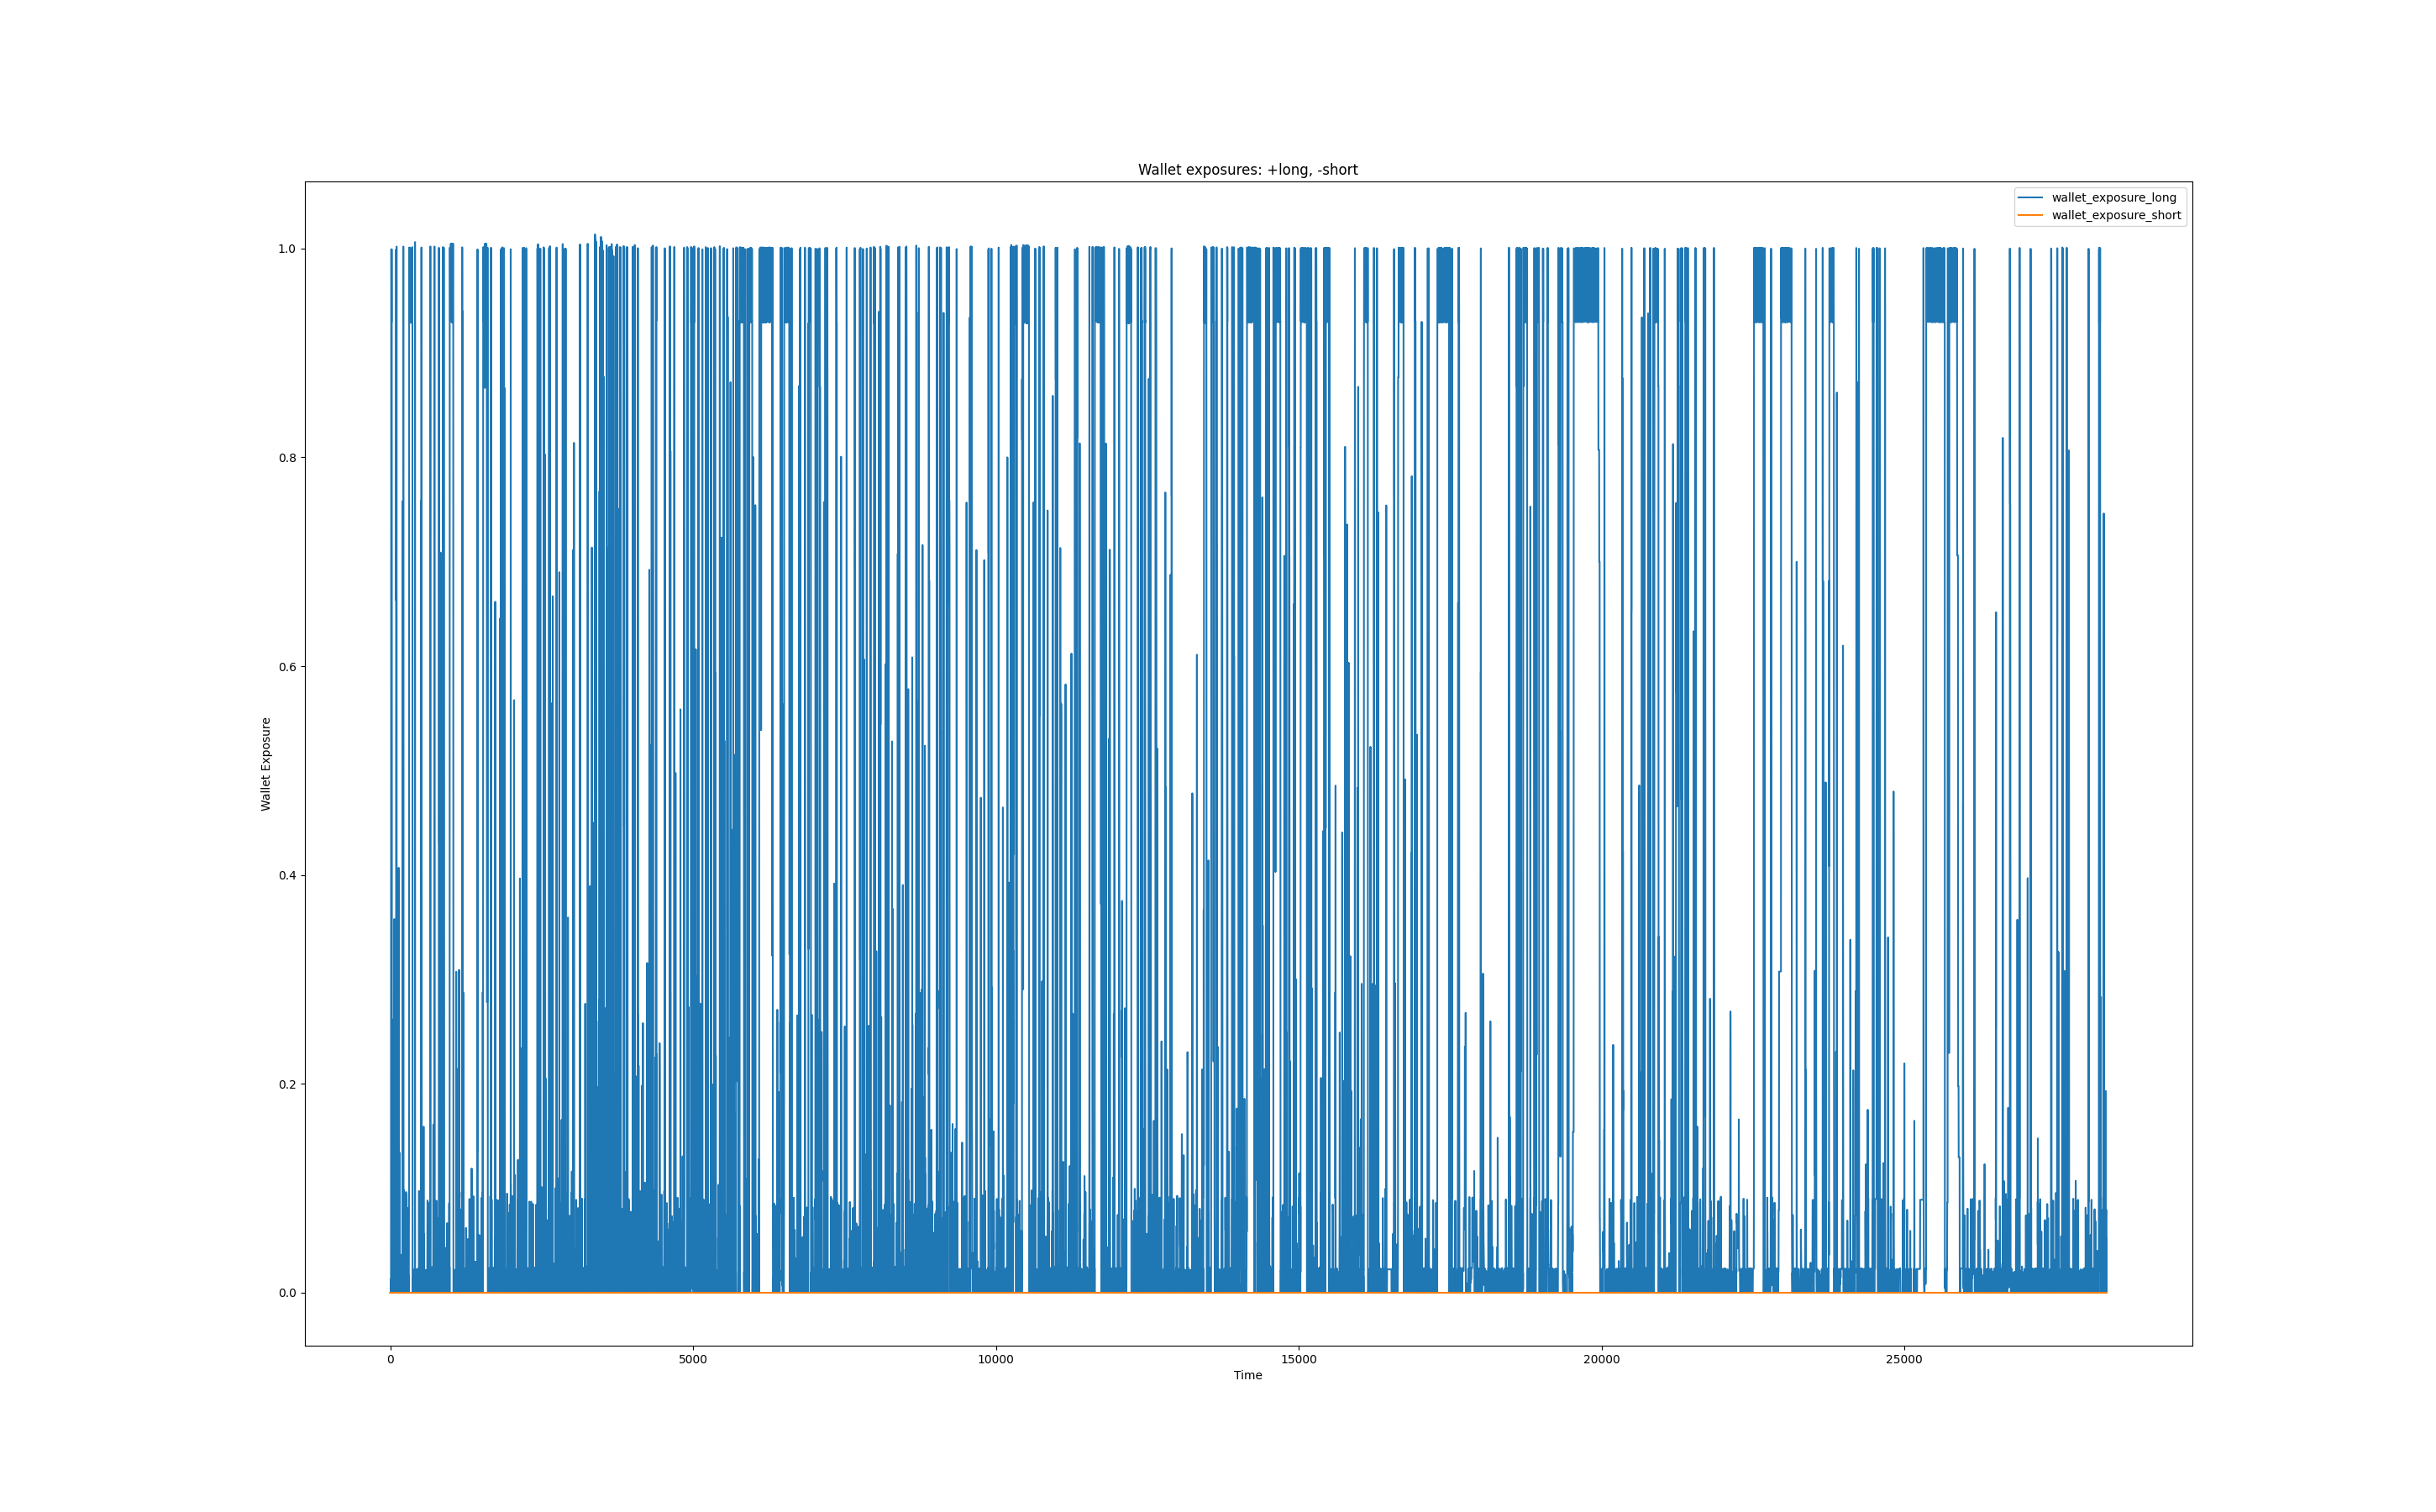 Wallet exposures: +long, -short
wallet_exposure_long
wallet_exposure_short
1.0
0.8
0.6
0.4
0.2
0.0
Wallet Exposure
0 5000 10000 15000 20000 25000
Time